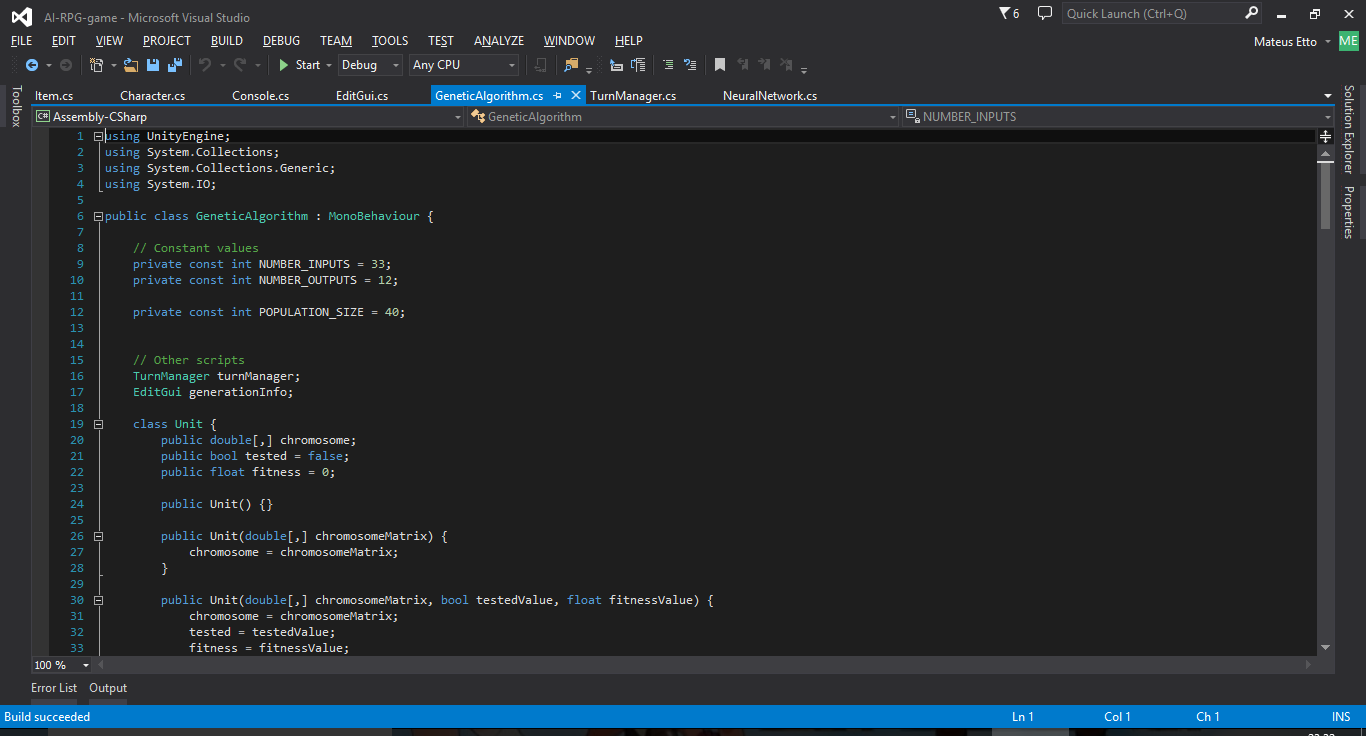 AI-RPG-game - Microsoft Visual Studio
6
Quick Launch (Ctrl+Q)
FILE EDIT VIEW PROJECT BUILD DEBUG TEAM TOOLS TEST ANALYZE WINDOW HELP
Mateus Etto
ME
Start Debug Any CPU
Toolbox
Item.cs Character.cs Console.cs EditGui.cs GeneticAlgorithm.cs TurnManager.cs NeuralNetwork.cs
C# Assembly-CSharp GeneticAlgorithm NUMBER_INPUTS
Solution Explorer
Properties
1 using UnityEngine;
2 using System.Collections;
3 using System.Collections.Generic;
4 using System.IO;
5
6 public class GeneticAlgorithm : MonoBehaviour {
7
8 // Constant values
9 private const int NUMBER_INPUTS = 33;
10 private const int NUMBER_OUTPUTS = 12;
11
12 private const int POPULATION_SIZE = 40;
13
14
15 // Other scripts
16 TurnManager turnManager;
17 EditGui generationInfo;
18
19 class Unit {
20 public double[,] chromosome;
21 public bool tested = false;
22 public float fitness = 0;
23
24 public Unit() {}
25
26 public Unit(double[,] chromosomeMatrix) {
27 chromosome = chromosomeMatrix;
28 }
29
30 public Unit(double[,] chromosomeMatrix, bool testedValue, float fitnessValue) {
31 chromosome = chromosomeMatrix;
32 tested = testedValue;
33 fitness = fitnessValue;
100 %
Error List Output
Build succeeded Ln 1 Col 1 Ch 1 INS